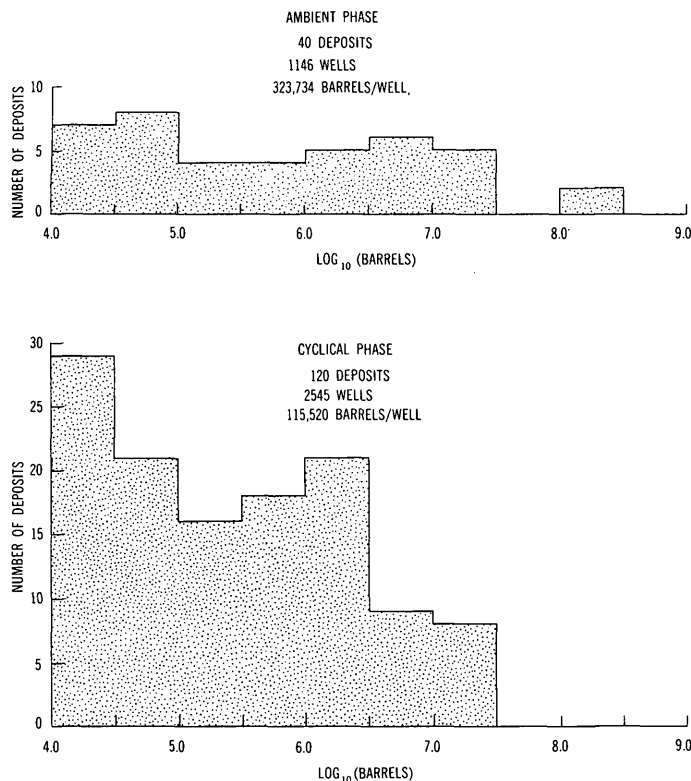 AMBIENT PHASE
40 DEPOSITS
1146 WELLS
323,734 BARRELS/WELL
NUMBER OF DEPOSITS
10
5
0
4.0 5.0 6.0 7.0 8.0 9.0
LOG10 (BARRELS)
CYCLICAL PHASE
120 DEPOSITS
2545 WELLS
115,520 BARRELS/WELL
NUMBER OF DEPOSITS
30
25
20
15
10
5
0
4.0 5.0 6.0 7.0 8.0 9.0
LOG10 (BARRELS)